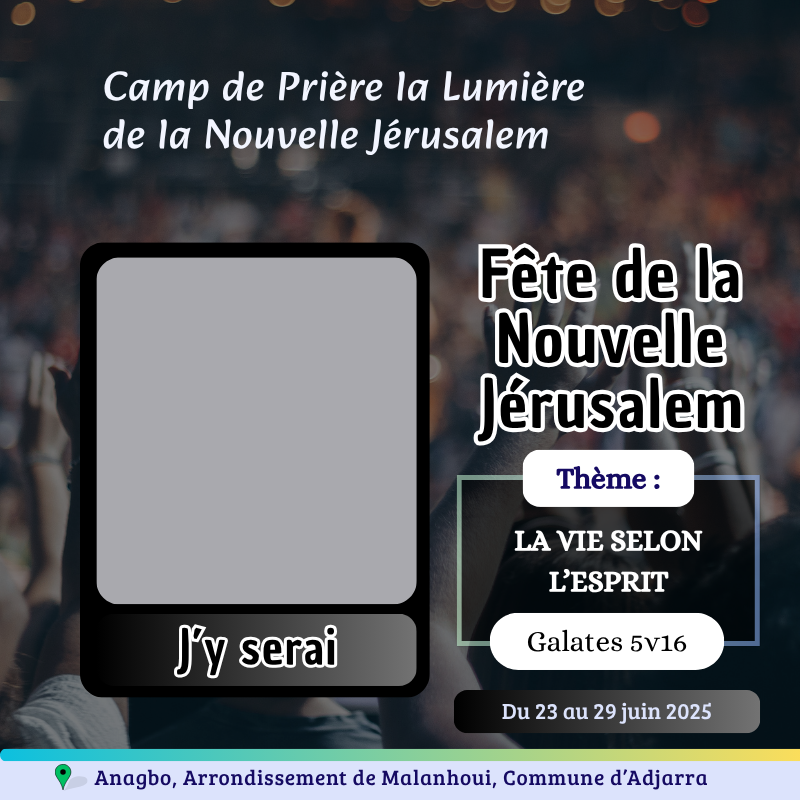 Camp de Prière la Lumière
de la Nouvelle Jérusalem
Fête de la
Nouvelle
Jérusalem
Thème :
LA VIE SELON
L'ESPRIT
Galates 5v16
J'y serai
Du 23 au 29 juin 2025
Anagbo, Arrondissement de Malanhoui, Commune d'Adjarra